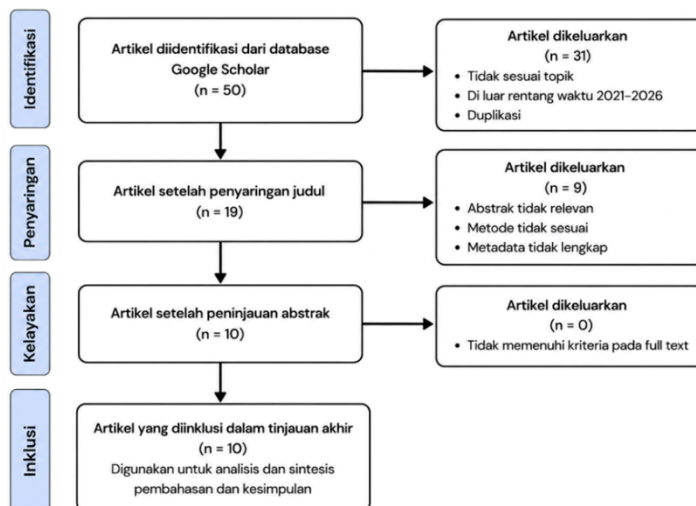 Identifikasi
Artikel diidentifikasi dari database
Google Scholar
(n = 50)
Artikel dikeluarkan
(n = 31)
• Tidak sesuai topik
• Di luar rentang waktu 2021-2026
• Duplikasi
Penyaringan
Artikel setelah penyaringan judul
(n = 19)
Artikel dikeluarkan
(n = 9)
• Abstrak tidak relevan
• Metode tidak sesuai
• Metadata tidak lengkap
Kelayakan
Artikel setelah peninjauan abstrak
(n = 10)
Artikel dikeluarkan
(n = 0)
• Tidak memenuhi kriteria pada full text
Inklusi
Artikel yang diinklusi dalam tinjauan akhir
(n = 10)
Digunakan untuk analisis dan sintesis
pembahasan dan kesimpulan